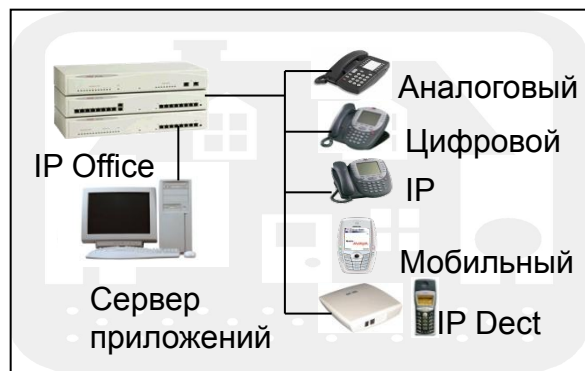 Аналоговый
Цифровой
IP Office
IP
Мобильный
Сервер
приложений
IP Dect